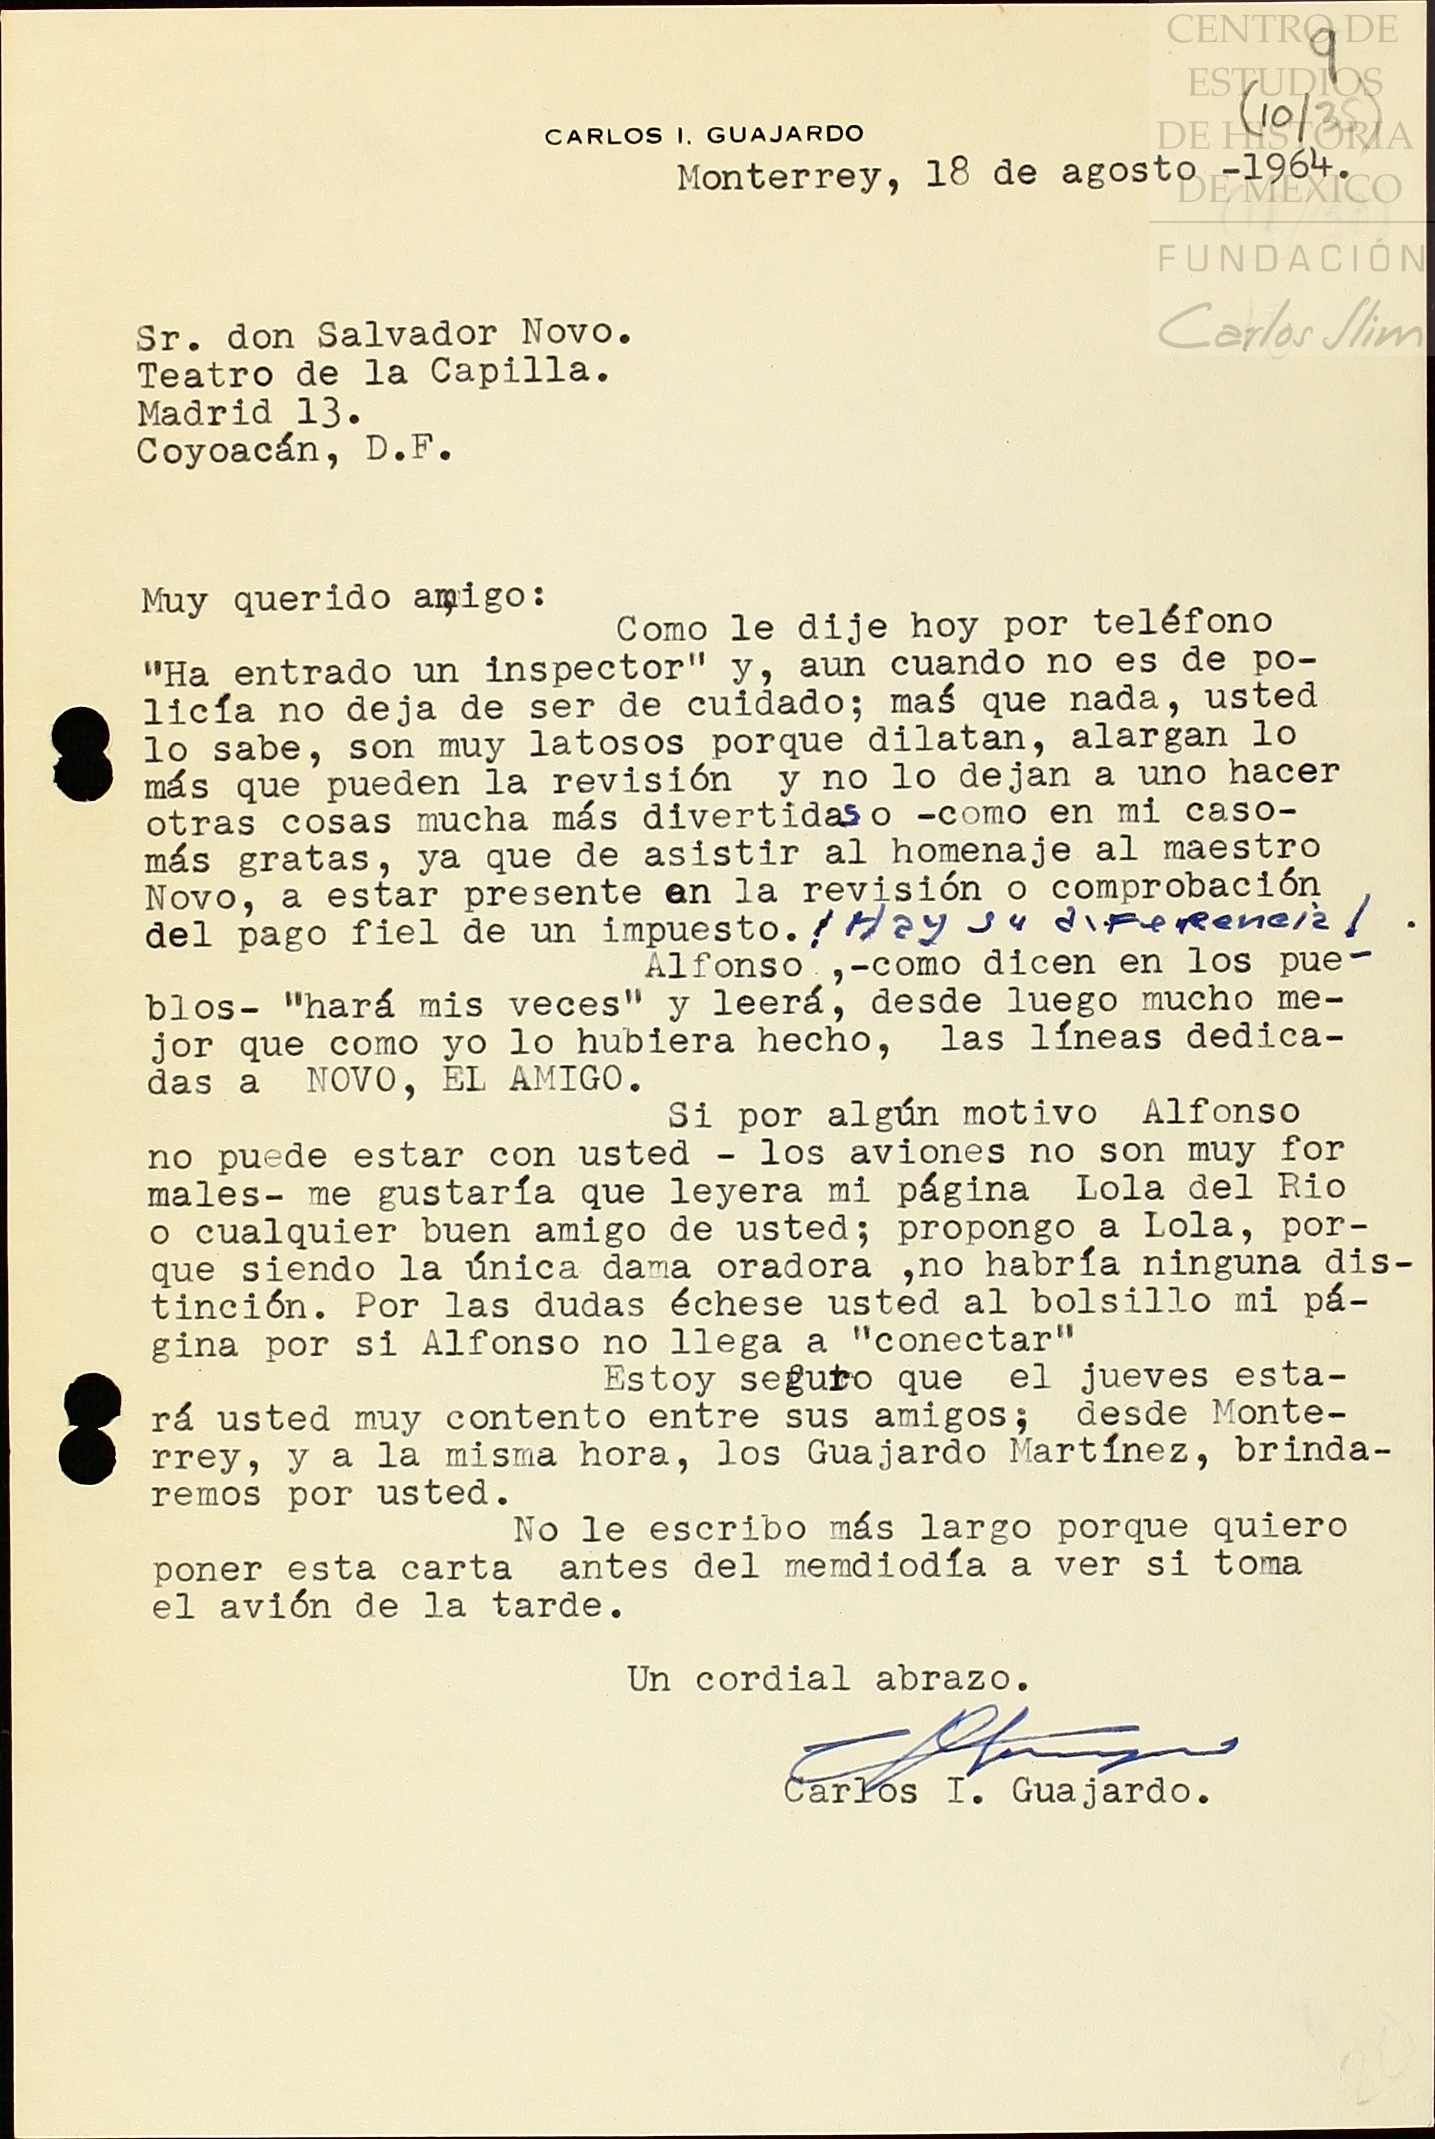 CENTRO DE
ESTUDIOS
DE HISTORIA
DE MÉXICO
FUNDACIÓN
Carlos Slim
9
(10/35)
CARLOS I. GUAJARDO
Monterrey, 18 de agosto -1964.
Sr. don Salvador Novo.
Teatro de la Capilla.
Madrid 13.
Coyoacán, D.F.
Muy querido amigo:
Como le dije hoy por teléfono
"Ha entrado un inspector" y, aun cuando no es de po-
licía no deja de ser de cuidado; maś que nada, usted
lo sabe, son muy latosos porque dilatan, alargan lo
más que pueden la revisión y no lo dejan a uno hacer
otras cosas mucha más divertidas o -como en mi caso-
más gratas, ya que de asistir al homenaje al maestro
Novo, a estar presente en la revisión o comprobación
del pago fiel de un impuesto. ! Hay su diferencia! .
Alfonso ,-como dicen en los pue-
blos- "hará mis veces" y leerá, desde luego mucho me-
jor que como yo lo hubiera hecho, las líneas dedica-
das a NOVO, EL AMIGO.
Si por algún motivo Alfonso
no puede estar con usted - los aviones no son muy for
males- me gustaría que leyera mi página Lola del Rio
o cualquier buen amigo de usted; propongo a Lola, por-
que siendo la única dama oradora ,no habría ninguna dis-
tinción. Por las dudas échese usted al bolsillo mi pá-
gina por si Alfonso no llega a "conectar"
Estoy seguro que el jueves esta-
rá usted muy contento entre sus amigos; desde Monte-
rrey, y a la misma hora, los Guajardo Martínez, brinda-
remos por usted.
No le escribo más largo porque quiero
poner esta carta antes del memdiodía a ver si toma
el avión de la tarde.
Un cordial abrazo.
Carlos I. Guajardo.